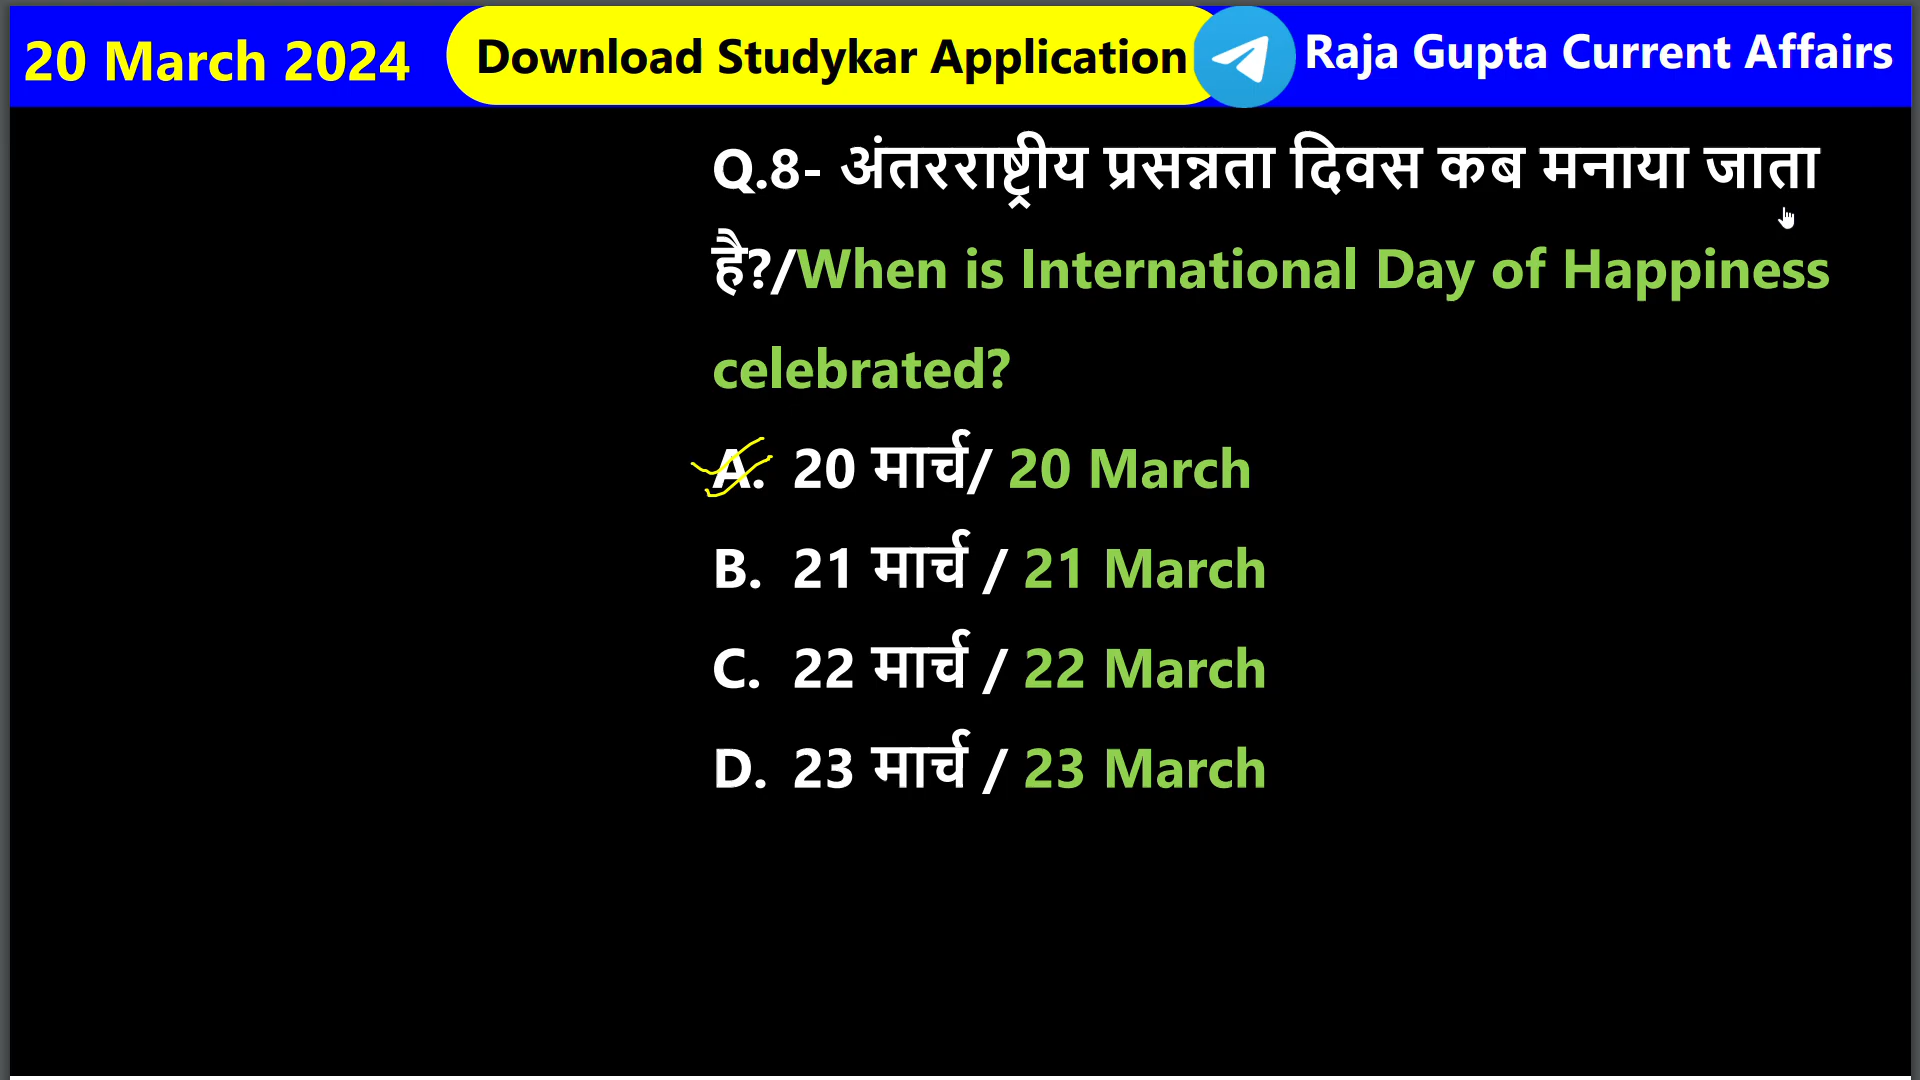 20 March 2024 Download Studykar Application Raja Gupta Current Affairs
Q.8- अंतरराष्ट्रीय प्रसन्नता दिवस कब मनाया जाता
है?/When is International Day of Happiness
celebrated?
A. 20 मार्च/ 20 March
B. 21 मार्च / 21 March
C. 22 मार्च / 22 March
D. 23 मार्च / 23 March